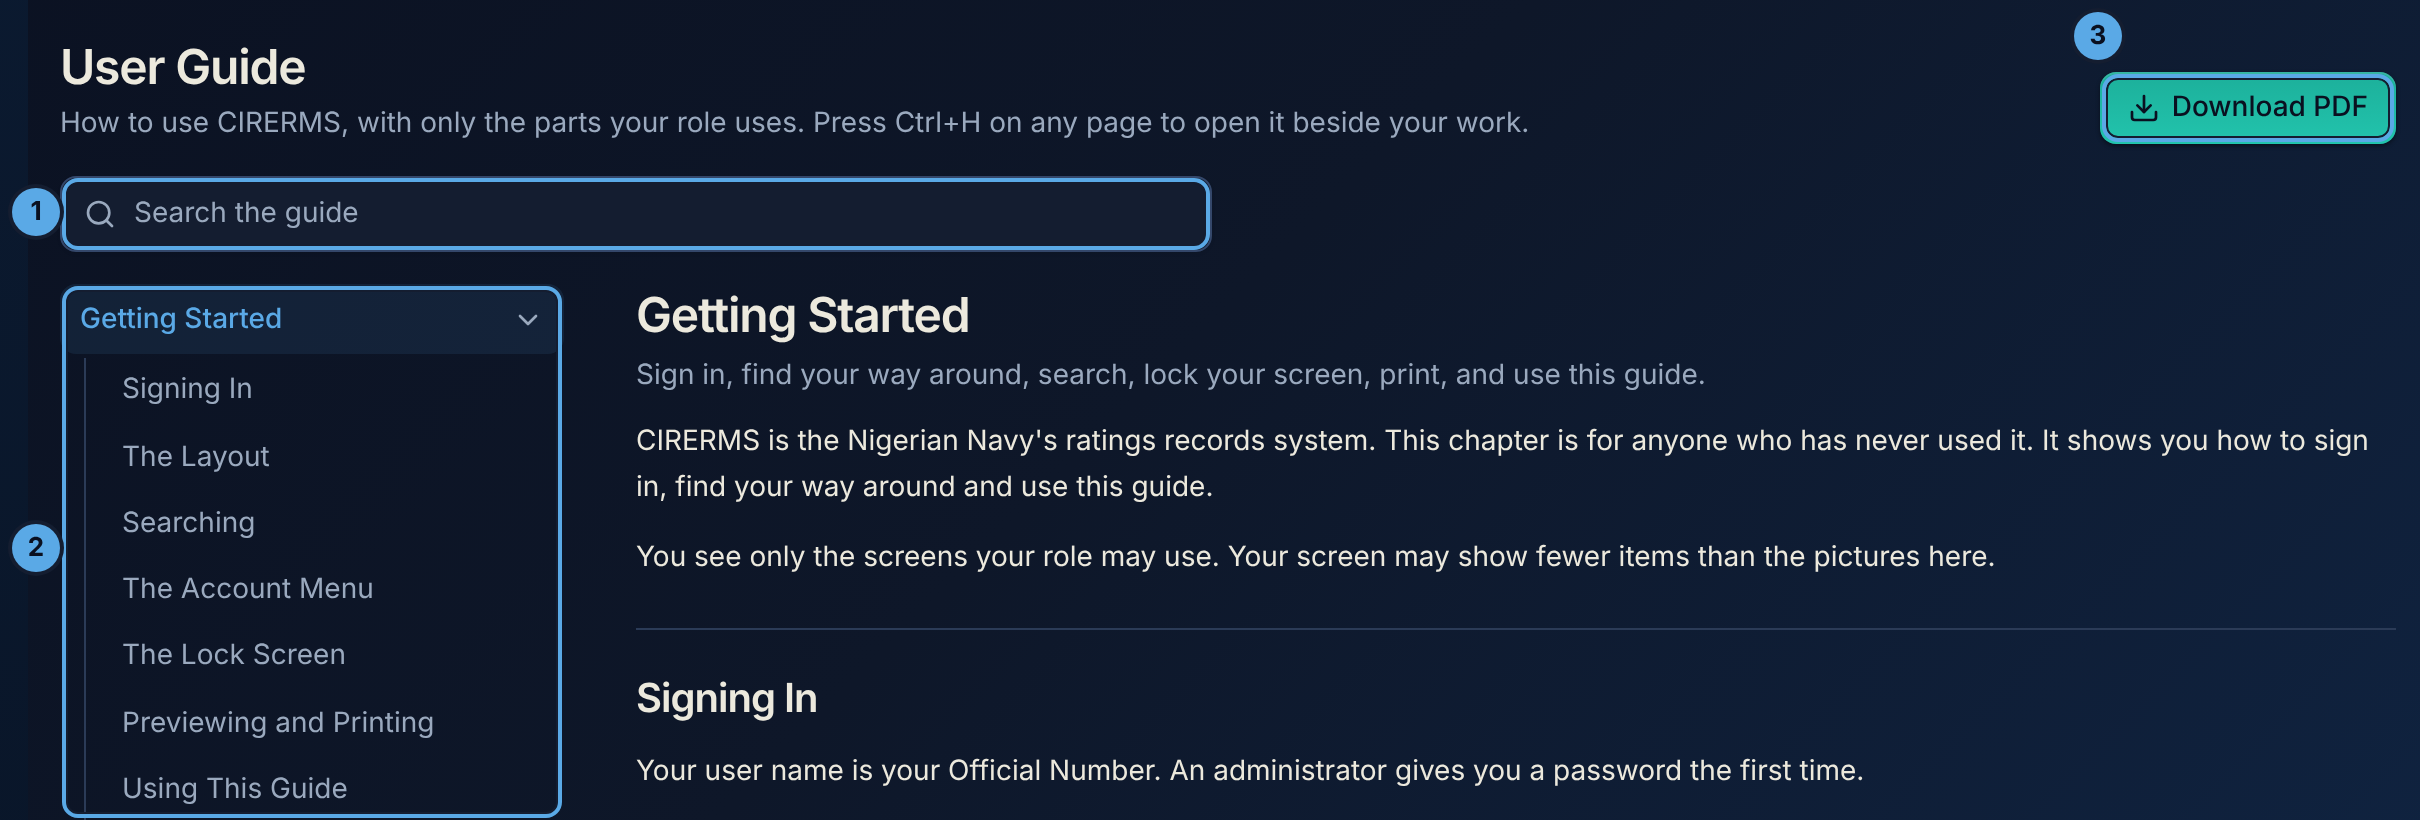 User Guide
How to use CIRERMS, with only the parts your role uses. Press Ctrl+H on any page to open it beside your work.
3
Download PDF
1
Search the guide
2
Getting Started
Signing In
The Layout
Searching
The Account Menu
The Lock Screen
Previewing and Printing
Using This Guide
Getting Started
Sign in, find your way around, search, lock your screen, print, and use this guide.
CIRERMS is the Nigerian Navy's ratings records system. This chapter is for anyone who has never used it. It shows you how to sign
in, find your way around and use this guide.
You see only the screens your role may use. Your screen may show fewer items than the pictures here.
Signing In
Your user name is your Official Number. An administrator gives you a password the first time.